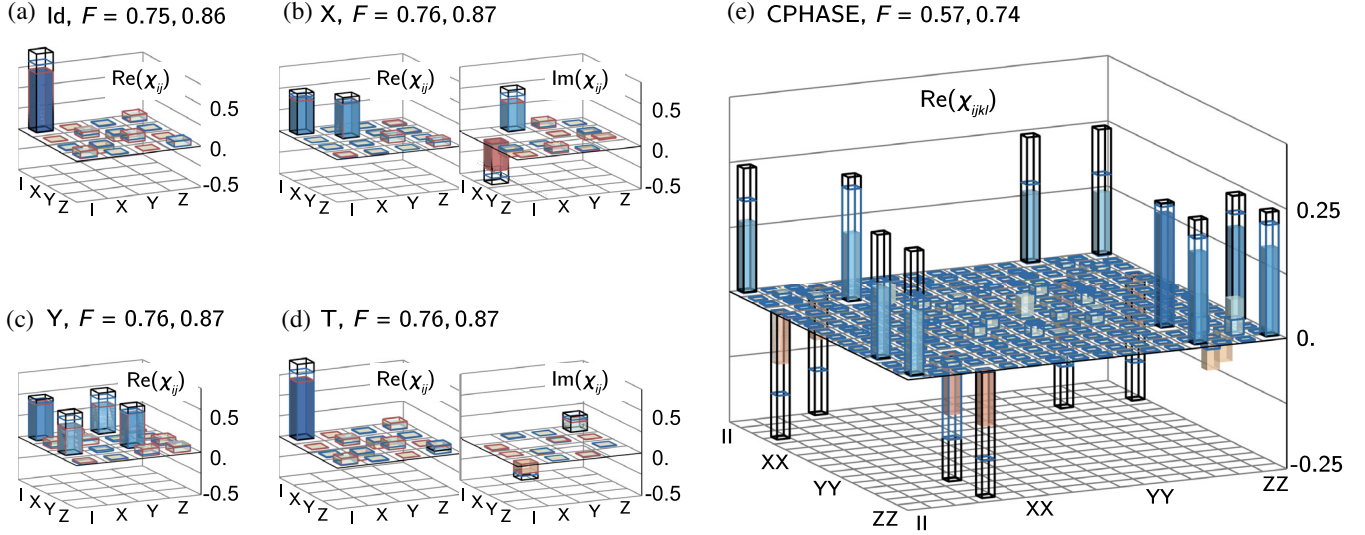 (a) Id, F = 0.75, 0.86
Re(χij)
0.5
0.
-0.5
I X Y Z
I X Y Z
(b) X, F = 0.76, 0.87
Re(χij)
I X Y Z
I X Y Z
Im(χij)
0.5
0.
-0.5
I X Y Z
I X Y Z
(c) Y, F = 0.76, 0.87
Re(χij)
0.5
0.
-0.5
I X Y Z
I X Y Z
(d) T, F = 0.76, 0.87
Re(χij)
I X Y Z
I X Y Z
Im(χij)
0.5
0.
-0.5
I X Y Z
I X Y Z
(e) CPHASE, F = 0.57, 0.74
Re(χijkl)
0.25
0.
-0.25
II XX YY ZZ
II XX YY ZZ